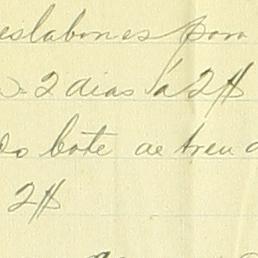 eslabones para
2 dias á 2$
do bote de tren
2$